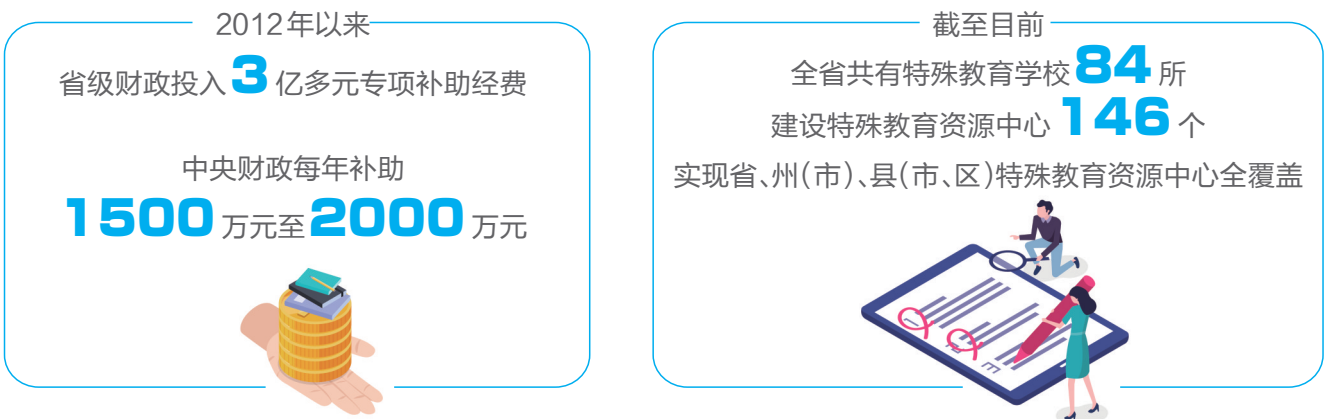 2012年以来
省级财政投入3亿多元专项补助经费
中央财政每年补助
1500万元至2000万元
截至目前
全省共有特殊教育学校84所
建设特殊教育资源中心146个
实现省、州(市)、县(市、区)特殊教育资源中心全覆盖